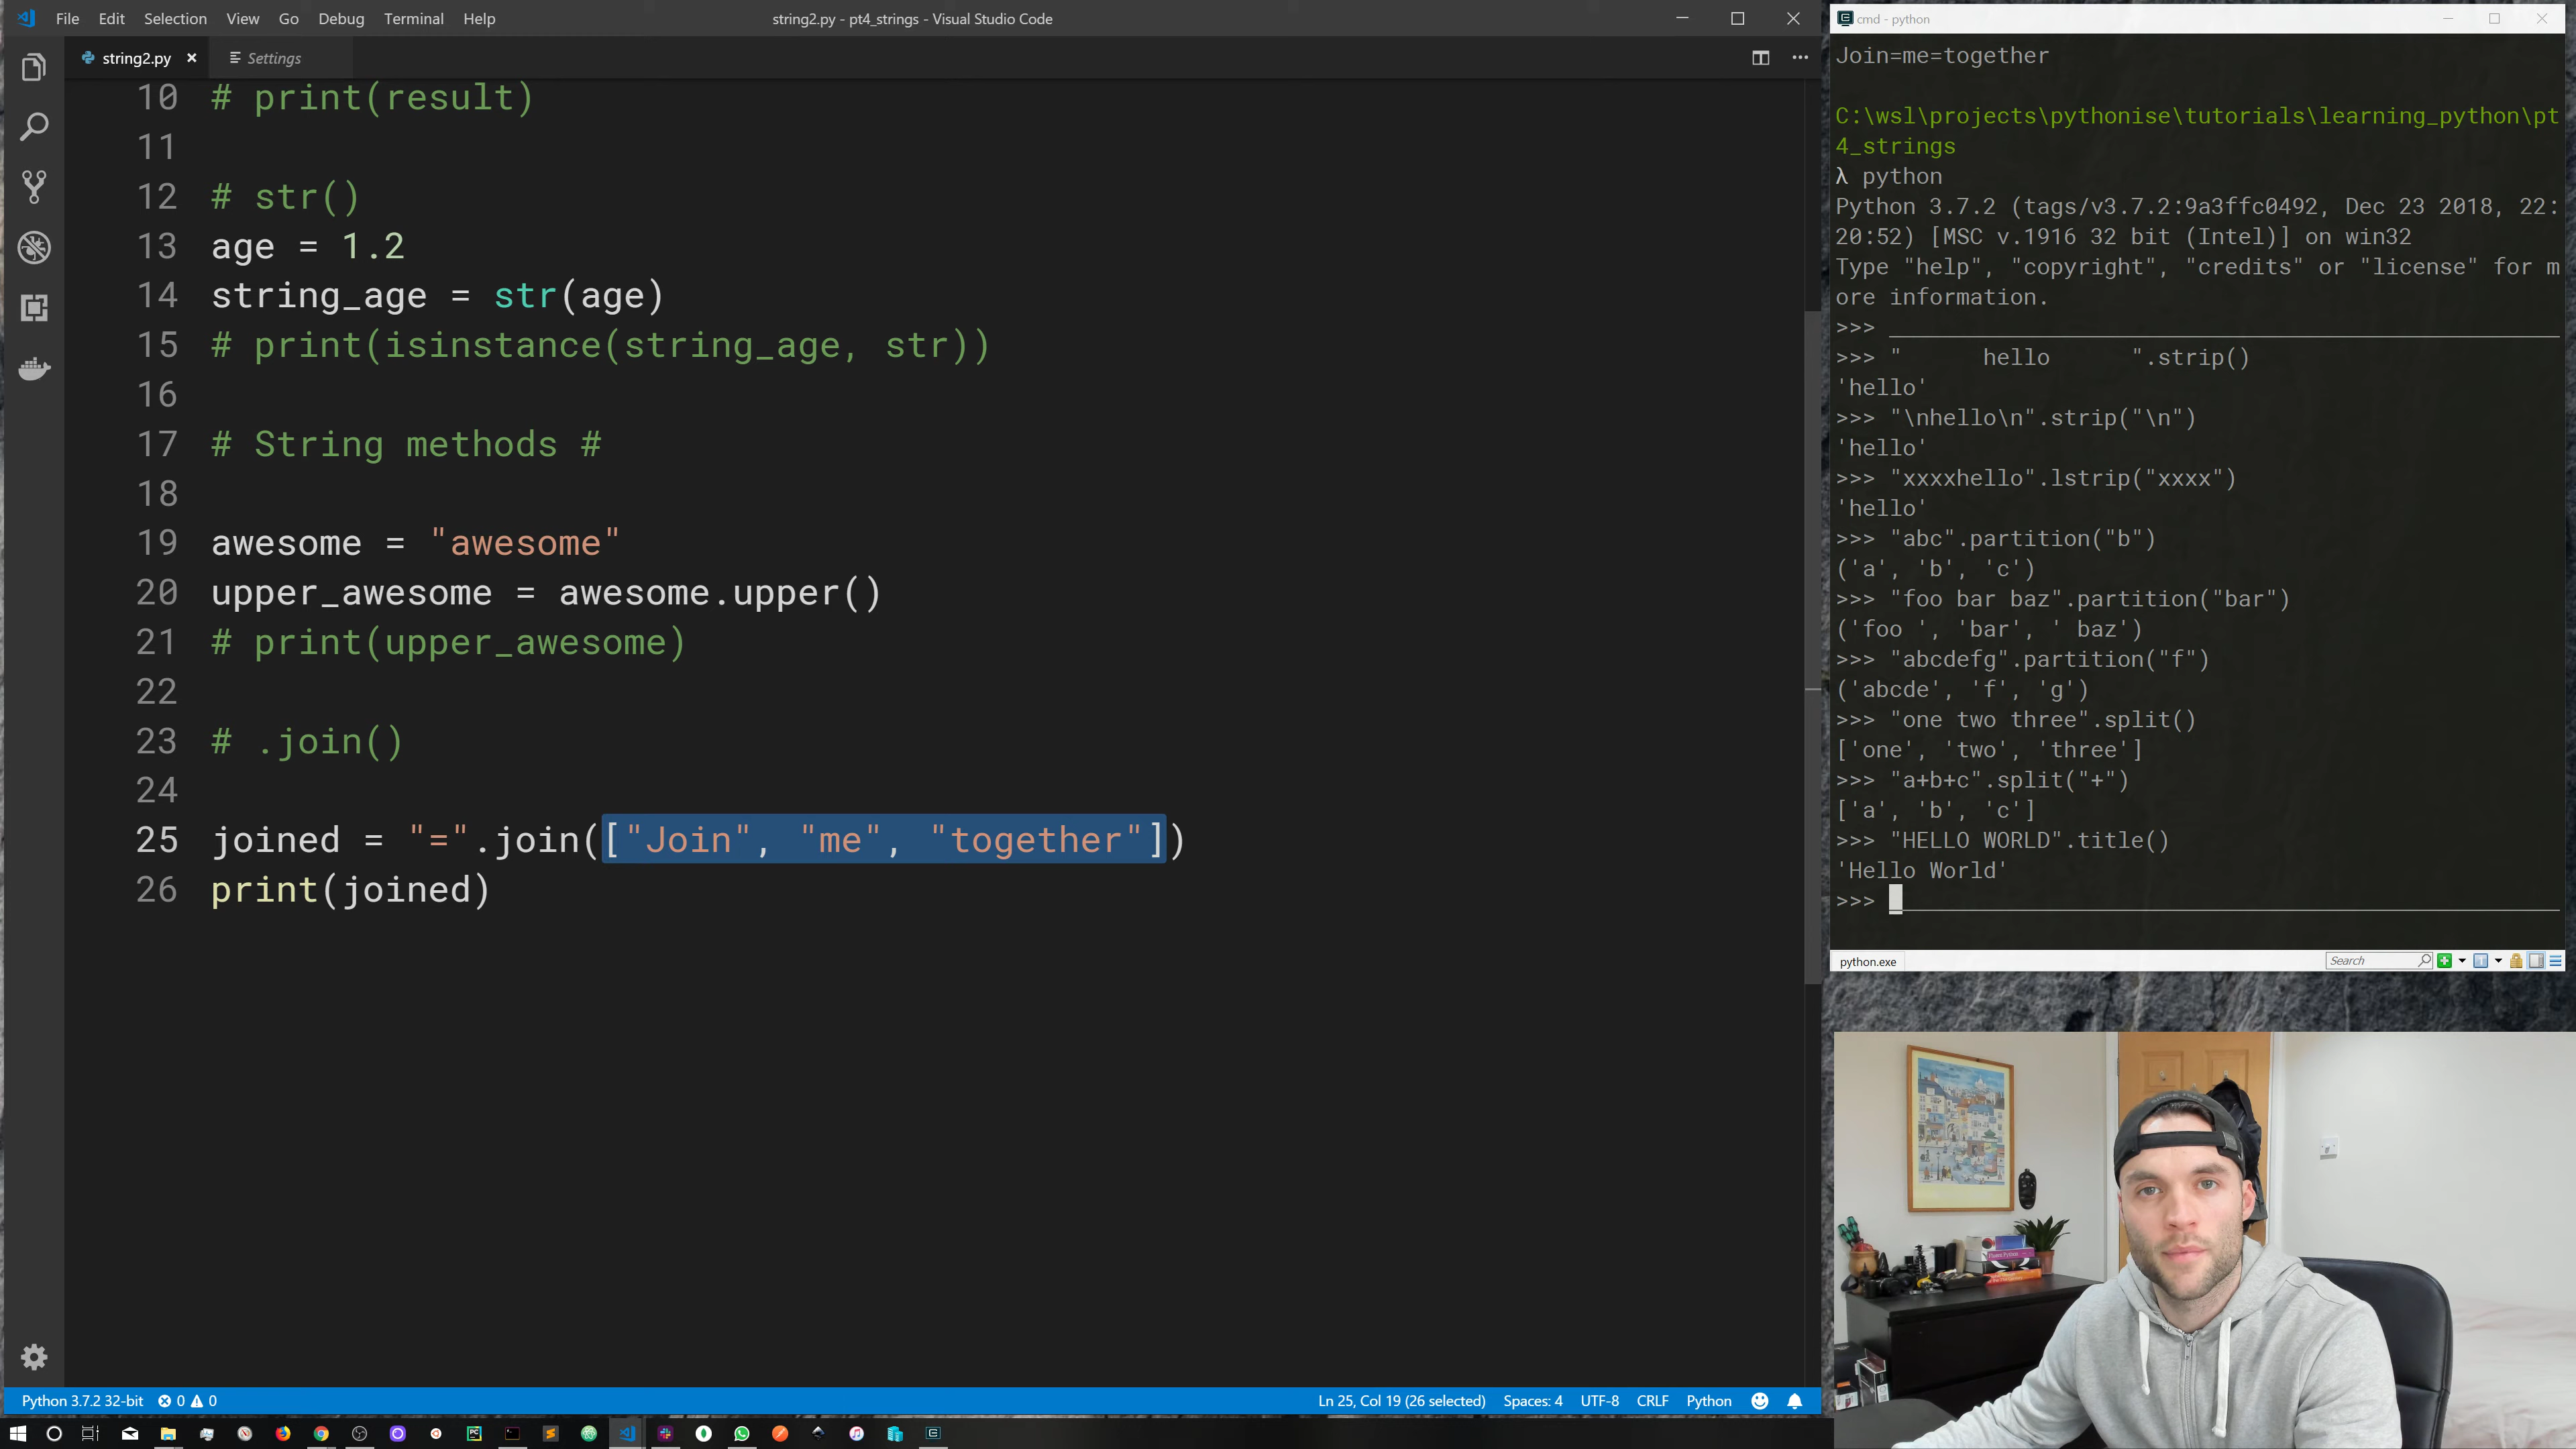 File Edit Selection View Go Debug Terminal Help
string2.py - pt4_strings - Visual Studio Code
string2.py
Settings
10 # print(result)
11
12 # str()
13 age = 1.2
14 string_age = str(age)
15 # print(isinstance(string_age, str))
16
17 # String methods #
18
19 awesome = "awesome"
20 upper_awesome = awesome.upper()
21 # print(upper_awesome)
22
23 # .join()
24
25 joined = "=".join(["Join", "me", "together"])
26 print(joined)
Python 3.7.2 32-bit 0 0
Ln 25, Col 19 (26 selected) Spaces: 4 UTF-8 CRLF Python
cmd - python
Join=me=together
C:\wsl\projects\pythonise\tutorials\learning_python\pt
4_strings
λ python
Python 3.7.2 (tags/v3.7.2:9a3ffc0492, Dec 23 2018, 22:
20:52) [MSC v.1916 32 bit (Intel)] on win32
Type "help", "copyright", "credits" or "license" for m
ore information.
>>>
>>> "      hello      ".strip()
'hello'
>>> "\nhello\n".strip("\n")
'hello'
>>> "xxxxhello".lstrip("xxxx")
'hello'
>>> "abc".partition("b")
('a', 'b', 'c')
>>> "foo bar baz".partition("bar")
('foo ', 'bar', ' baz')
>>> "abcdefg".partition("f")
('abcde', 'f', 'g')
>>> "one two three".split()
['one', 'two', 'three']
>>> "a+b+c".split("+")
['a', 'b', 'c']
>>> "HELLO WORLD".title()
'Hello World'
>>>
python.exe
Search